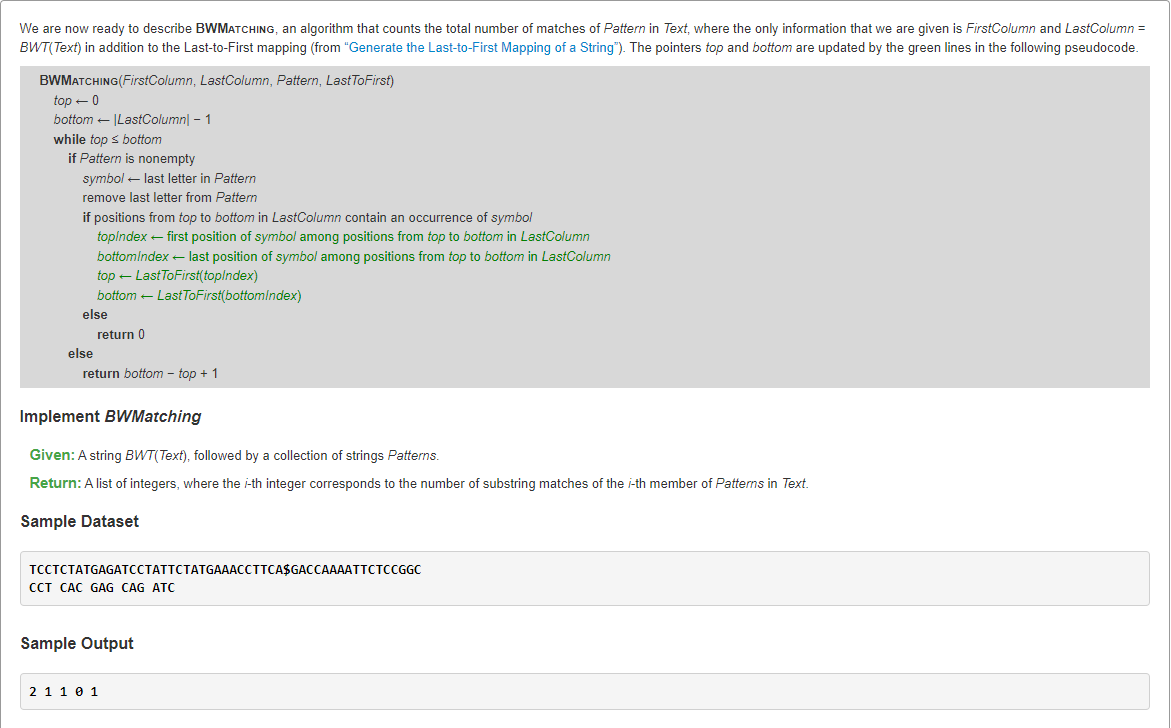 We are now ready to describe BWMATCHING, an algorithm that counts the total number of matches of Pattern in Text, where the only information that we are given is FirstColumn and LastColumn =
BWT(Text) in addition to the Last-to-First mapping (from “Generate the Last-to-First Mapping of a String”). The pointers top and bottom are updated by the green lines in the following pseudocode.
BWMATCHING(FirstColumn, LastColumn, Pattern, LastToFirst)
top ← 0
bottom ← |LastColumn| − 1
while top ≤ bottom
if Pattern is nonempty
symbol ← last letter in Pattern
remove last letter from Pattern
if positions from top to bottom in LastColumn contain an occurrence of symbol
topIndex ← first position of symbol among positions from top to bottom in LastColumn
bottomIndex ← last position of symbol among positions from top to bottom in LastColumn
top ← LastToFirst(topIndex)
bottom ← LastToFirst(bottomIndex)
else
return 0
else
return bottom − top + 1
Implement BWMatching
Given: A string BWT(Text), followed by a collection of strings Patterns.
Return: A list of integers, where the i-th integer corresponds to the number of substring matches of the i-th member of Patterns in Text.
Sample Dataset
TCCTCTATGAGATCCTATTCTATGAAACCTTCA$GACCAAAATTCTCCGGC
CCT CAC GAG CAG ATC
Sample Output
2 1 1 0 1